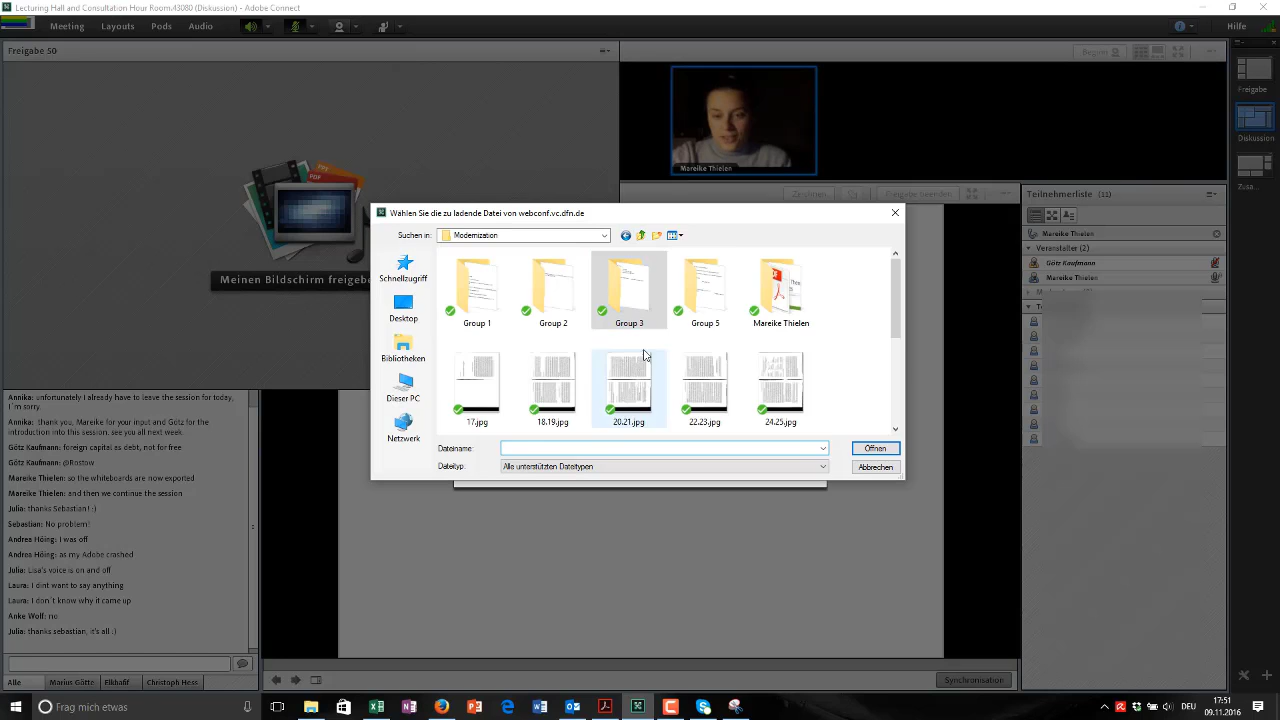 Lecturing Hall and Consultation Hour Room.43080 (Diskussion) - Adobe Connect
Meeting Layouts Pods Audio
Hilfe
Freigabe 50
Mareike Thielen
Freigabe
Diskussion
Zusa...
Meinen Bildschirm freigebe
Zeichnen
Freigabe beenden
Teilnehmerliste (11)
Mareike Thielen
Veranstalter (2)
Götz Kaufmann
Mareike Thielen
Wählen Sie die zu ladende Datei von webconf.vc.dfn.de
Suchen in:
Modernization
Schnellzugriff
Desktop
Bibliotheken
Dieser PC
Netzwerk
Group 1
Group 2
Group 3
Group 5
Mareike Thielen
17.jpg
18.19.jpg
20.21.jpg
22.23.jpg
24.25.jpg
Dateiname:
Öffnen
Dateityp:
Alle unterstützten Dateitypen
Abbrechen
Annika: unfortunately i already have to leave the session for today,
I'm sorry.
Annika: thank you, Mareike for your input and Götz for the
introduction into this session. see you all next week.
Götz Kaufmann: foreign capital as debt, not for free.
Götz Kaufmann: @Rostow
Mareike Thielen: so the whiteboards are now exported
Mareike Thielen: and then we continue the session
Julia: thanks Sebastian! :)
Sebastian: No problem!
Andrea Höing: I was off
Andrea Höing: as my Adobe crashed
Julia: Lisa's voice is on and off
Laura: I dint want to say anything
Laura: I don´t know why it came up
Anke Wolf: no
Julia: thanks sebastian, it's all :)
Alle
Marius Götte
Elkbaßf
Christoph Hess
Synchronisation
Frag mich etwas
DEU
17:51
09.11.2016